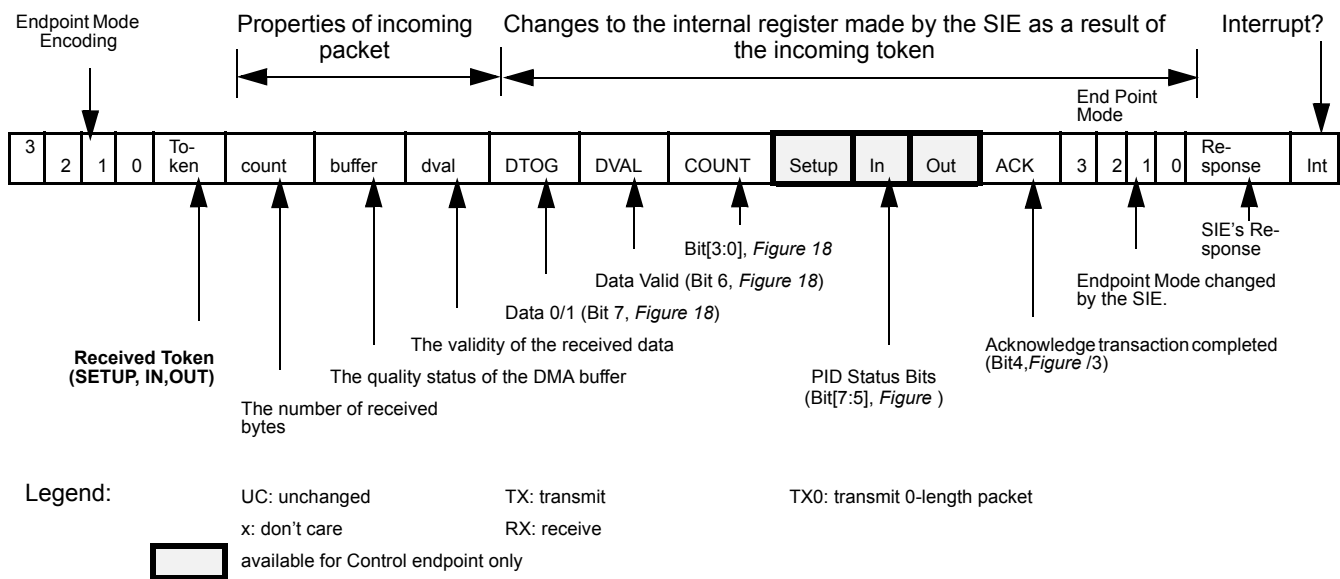 Endpoint Mode
Encoding
Properties of incoming
packet
Changes to the internal register made by the SIE as a result of
the incoming token
Interrupt?
End Point
Mode
3 2 1 0 To-
ken count buffer dval DTOG DVAL COUNT Setup In Out ACK 3 2 1 0 Re-
sponse Int
Bit[3:0], Figure 18
SIE's Re-
sponse
Data Valid (Bit 6, Figure 18)
Endpoint Mode changed
by the SIE.
Data 0/1 (Bit 7, Figure 18)
Received Token
(SETUP, IN,OUT)
The validity of the received data
Acknowledge transaction completed
(Bit4,Figure /3)
The quality status of the DMA buffer
PID Status Bits
(Bit[7:5], Figure )
The number of received
bytes
Legend:
UC: unchanged
TX: transmit
TX0: transmit 0-length packet
x: don't care
RX: receive
available for Control endpoint only